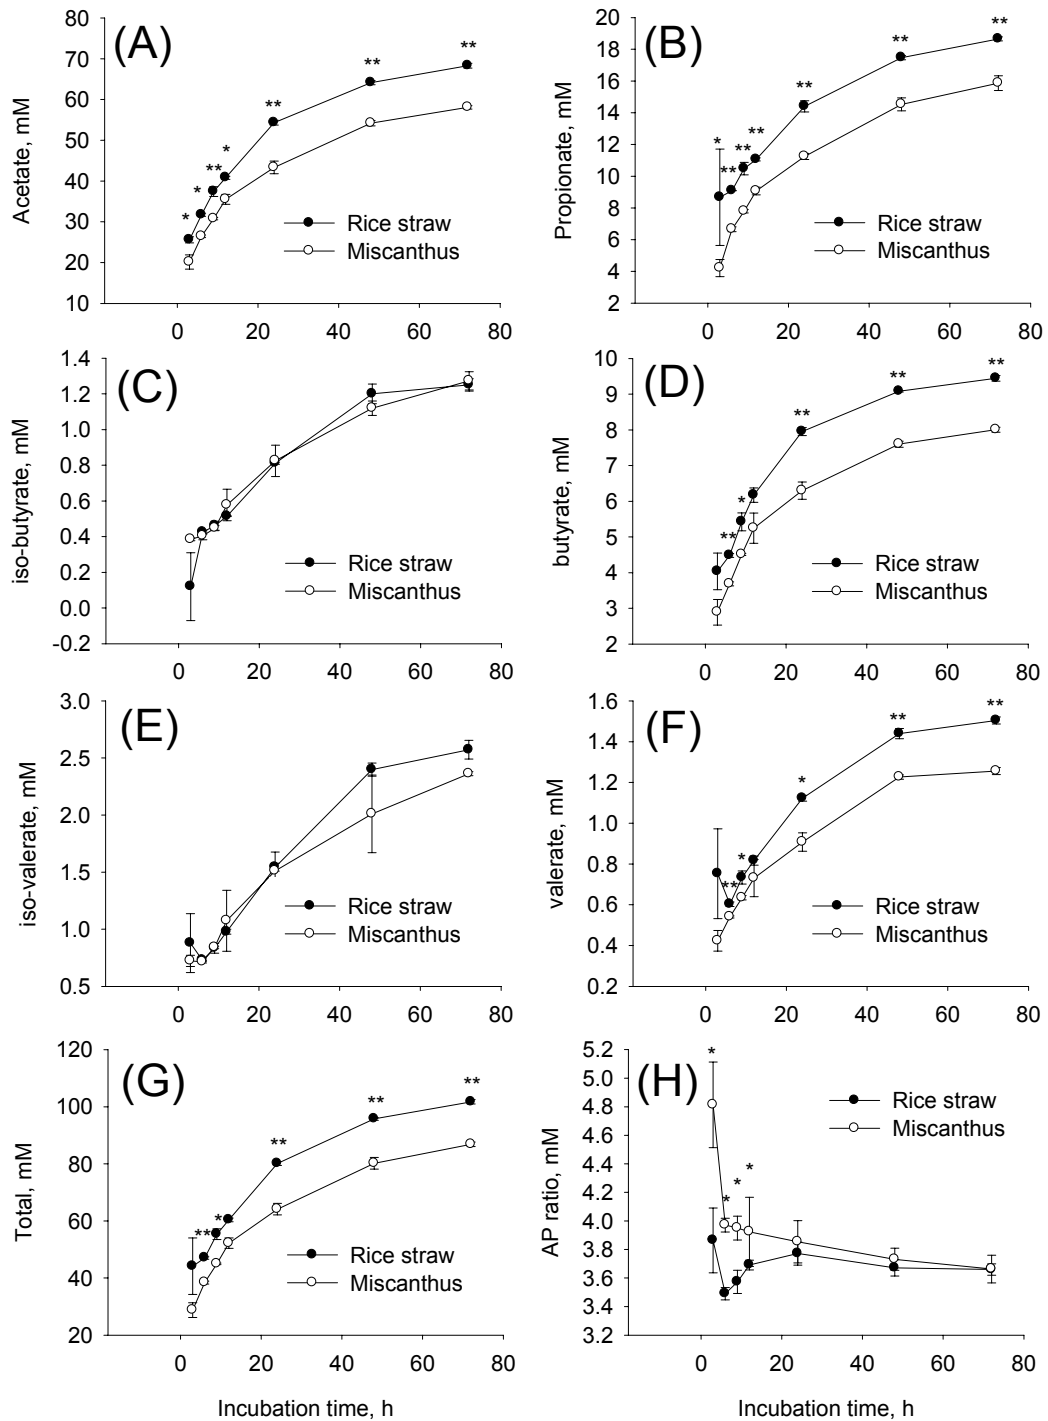 (A)
Acetate, mM
80
70
60
50
40
30
20
10
0 20 40 60 80
* * ** * ** ** **
Rice straw
Miscanthus
(B)
Propionate, mM
20
18
16
14
12
10
8
6
4
2
0 20 40 60 80
* ** ** ** ** ** **
Rice straw
Miscanthus
(C)
iso-butyrate, mM
1.4
1.2
1.0
0.8
0.6
0.4
0.2
0.0
-0.2
0 20 40 60 80
Rice straw
Miscanthus
(D)
butyrate, mM
10
9
8
7
6
5
4
3
2
0 20 40 60 80
** * ** ** **
Rice straw
Miscanthus
(E)
iso-valerate, mM
3.0
2.5
2.0
1.5
1.0
0.5
0 20 40 60 80
Rice straw
Miscanthus
(F)
valerate, mM
1.6
1.4
1.2
1.0
0.8
0.6
0.4
0.2
0 20 40 60 80
** * * ** **
Rice straw
Miscanthus
(G)
Total, mM
120
100
80
60
40
20
0 20 40 60 80
** * ** ** **
Rice straw
Miscanthus
Incubation time, h
(H)
AP ratio, mM
5.2
5.0
4.8
4.6
4.4
4.2
4.0
3.8
3.6
3.4
3.2
0 20 40 60 80
* * * *
Rice straw
Miscanthus
Incubation time, h